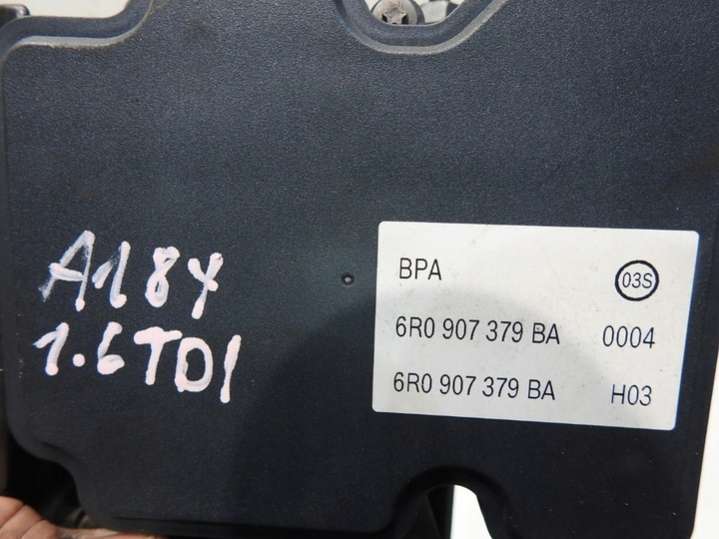 A184
1.6TDI
BPA 03S
6R0 907 379 BA 0004
6R0 907 379 BA H03